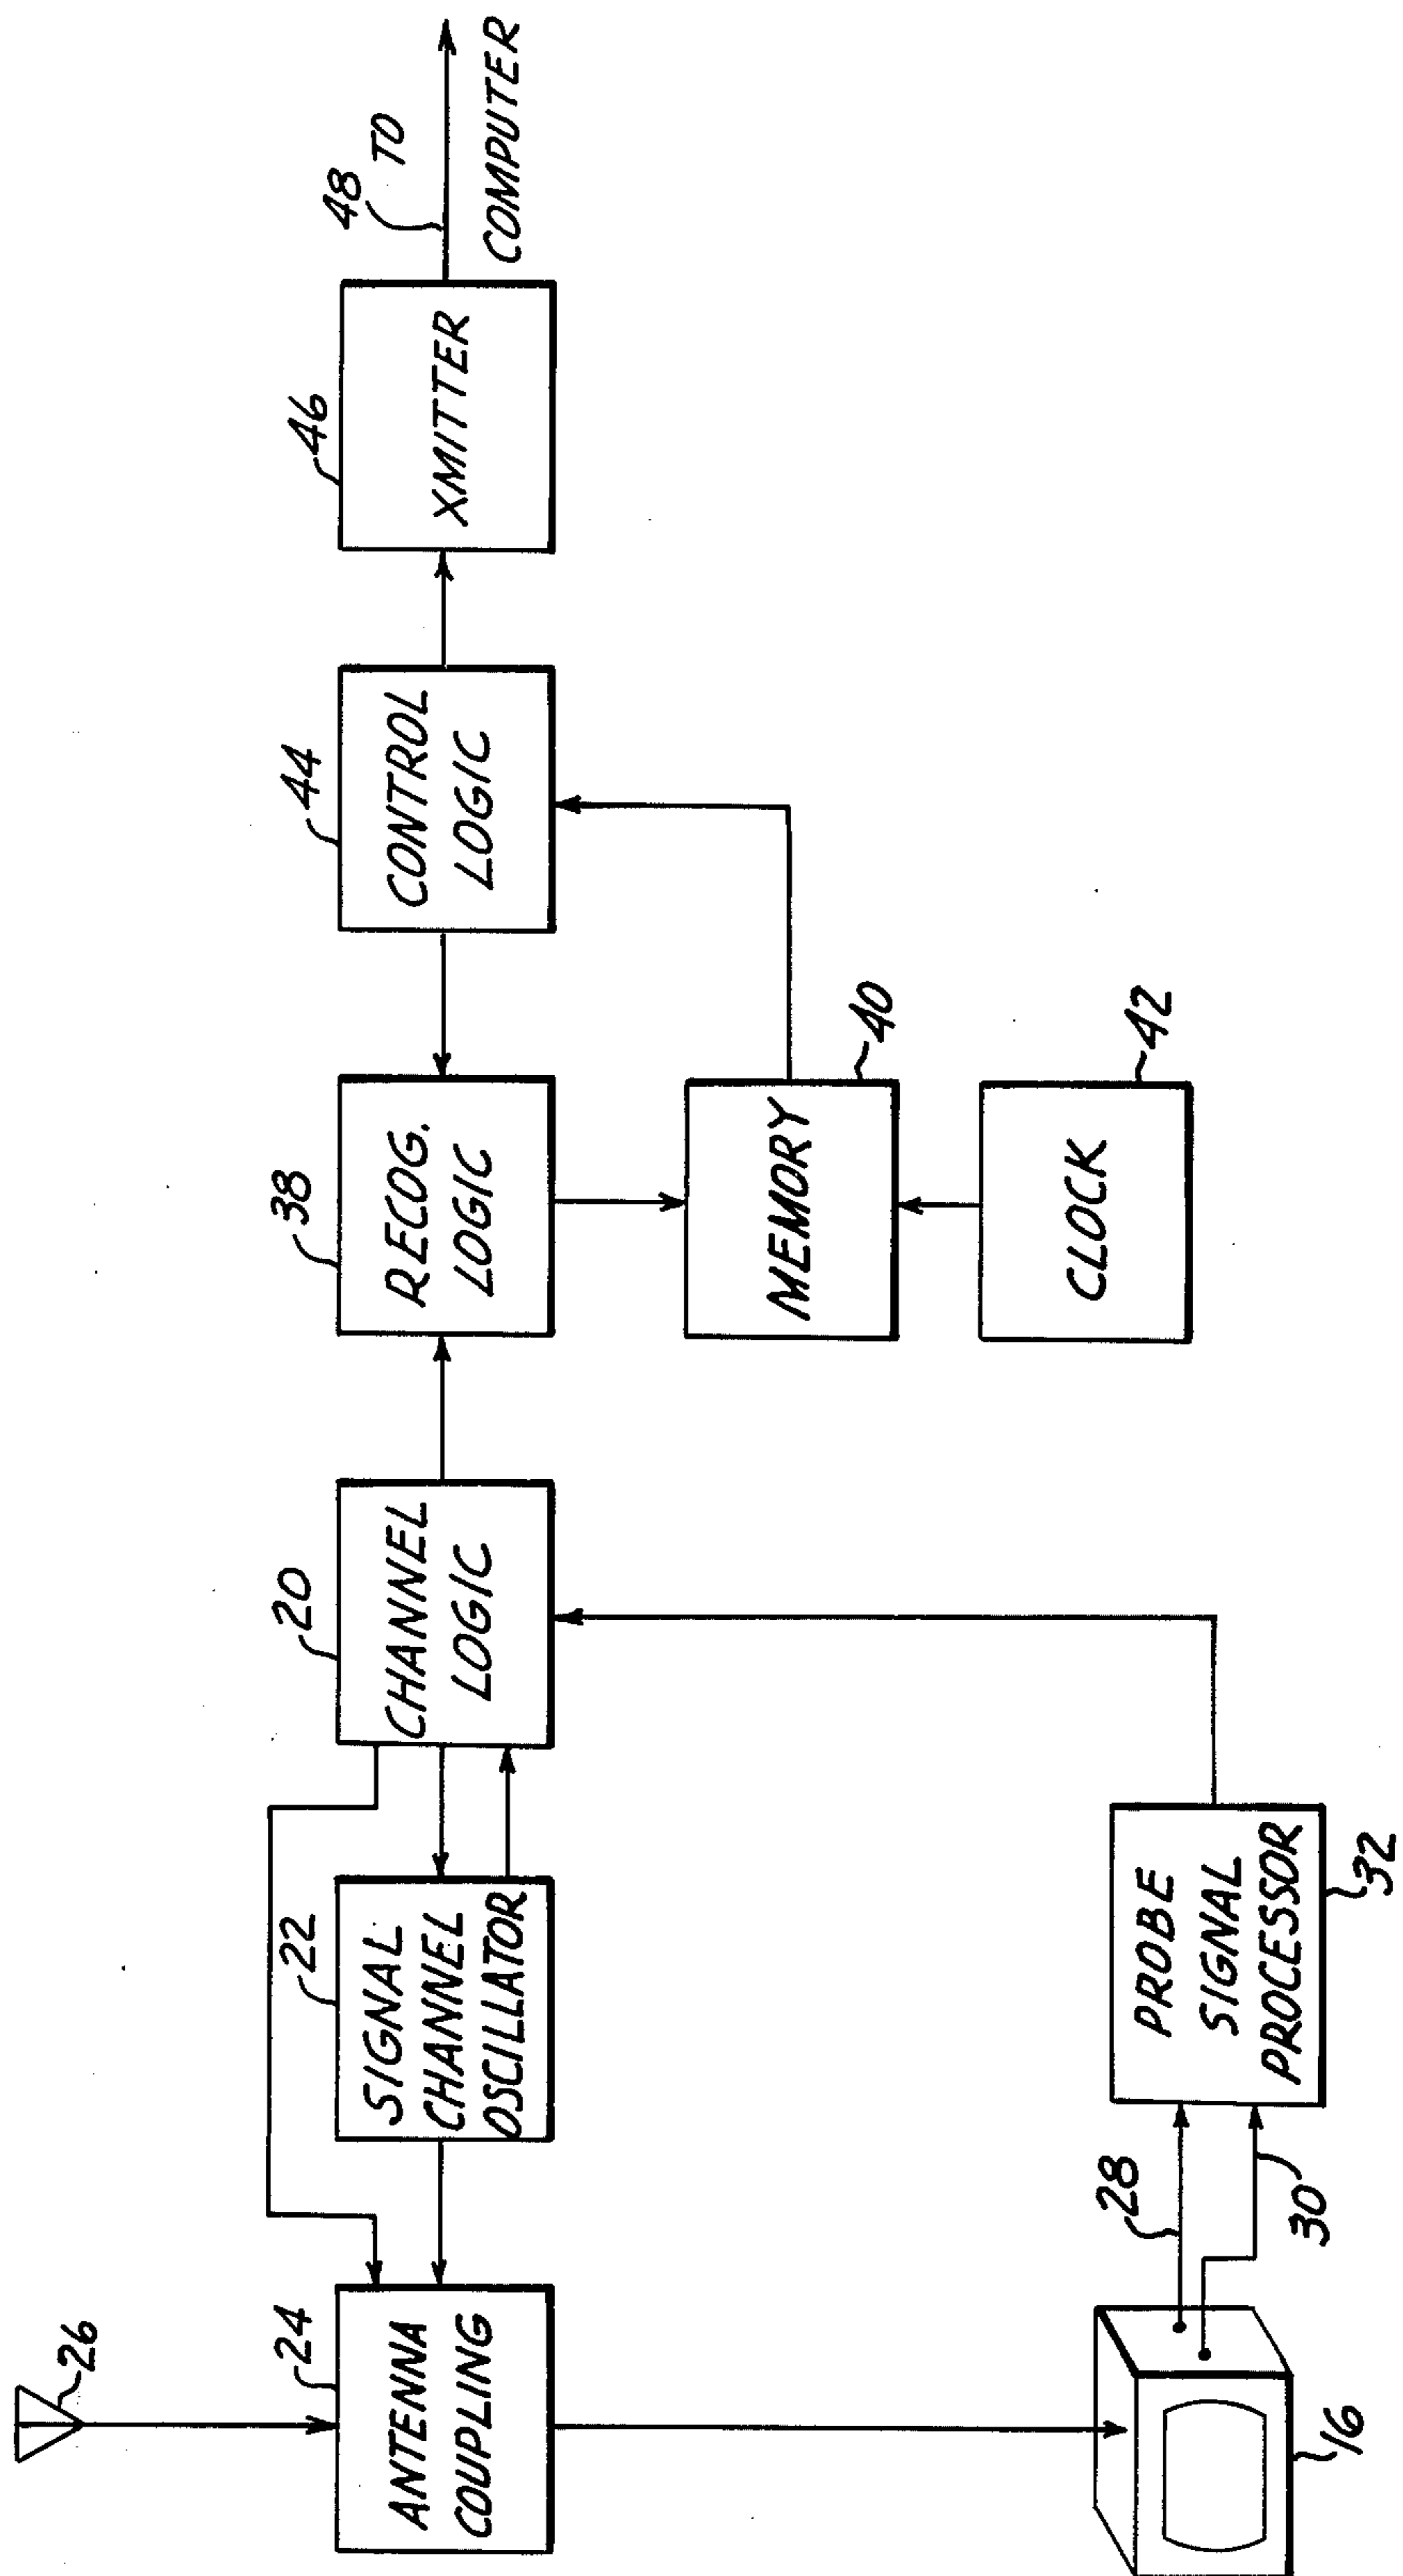 26
24
ANTENNA
COUPLING
22
SIGNAL
CHANNEL
OSCILLATOR
20
CHANNEL
LOGIC
38
RECOG.
LOGIC
44
CONTROL
LOGIC
46
XMITTER
48 TO
COMPUTER
MEMORY
40
CLOCK
42
16
28
30
PROBE
SIGNAL
PROCESSOR
32